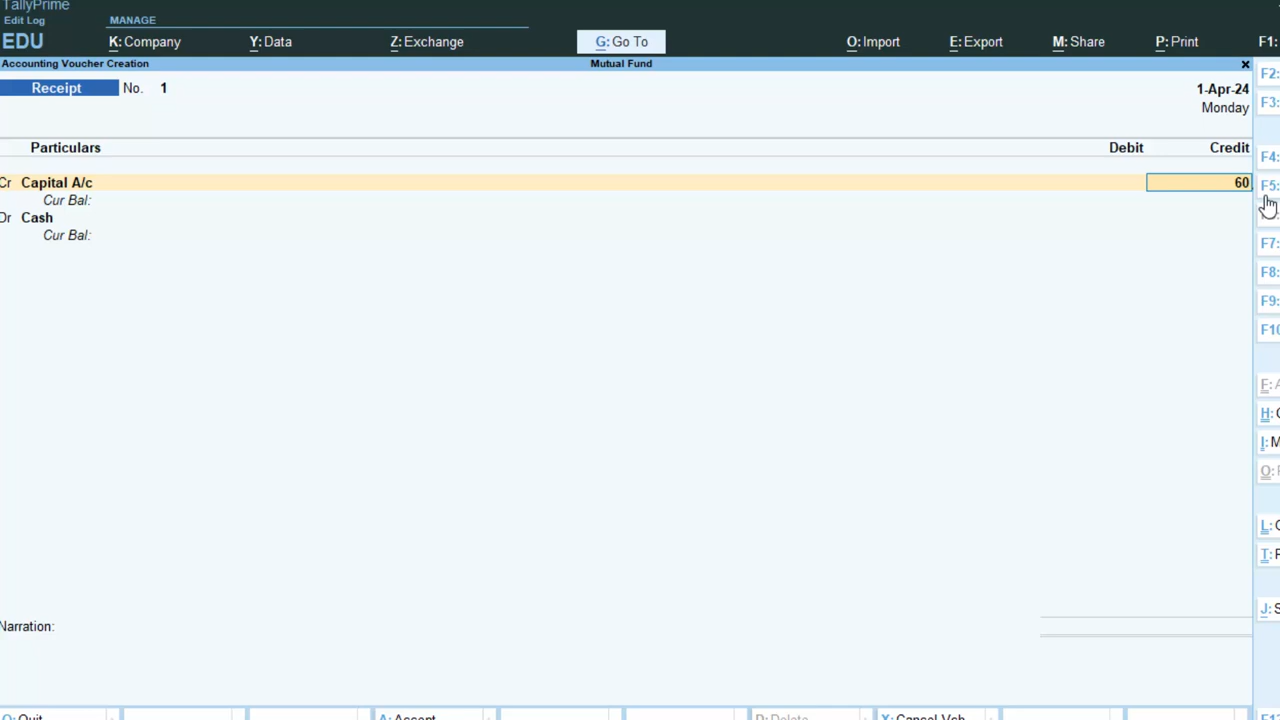 TallyPrime
Edit Log
MANAGE
EDU
K: Company Y: Data Z: Exchange G: Go To O: Import E: Export M: Share P: Print F1:
Accounting Voucher Creation Mutual Fund ×
Receipt No. 1 1-Apr-24
Monday
Particulars Debit Credit
Cr Capital A/c 60
Cur Bal:
Dr Cash
Cur Bal:
Narration:
F2:
F3:
F4:
F5:
F7:
F8:
F9:
F10
F:
H:
I:
O:
L:
T:
J:
Q: Quit A: Accept D: Delete X: Cancel Vch